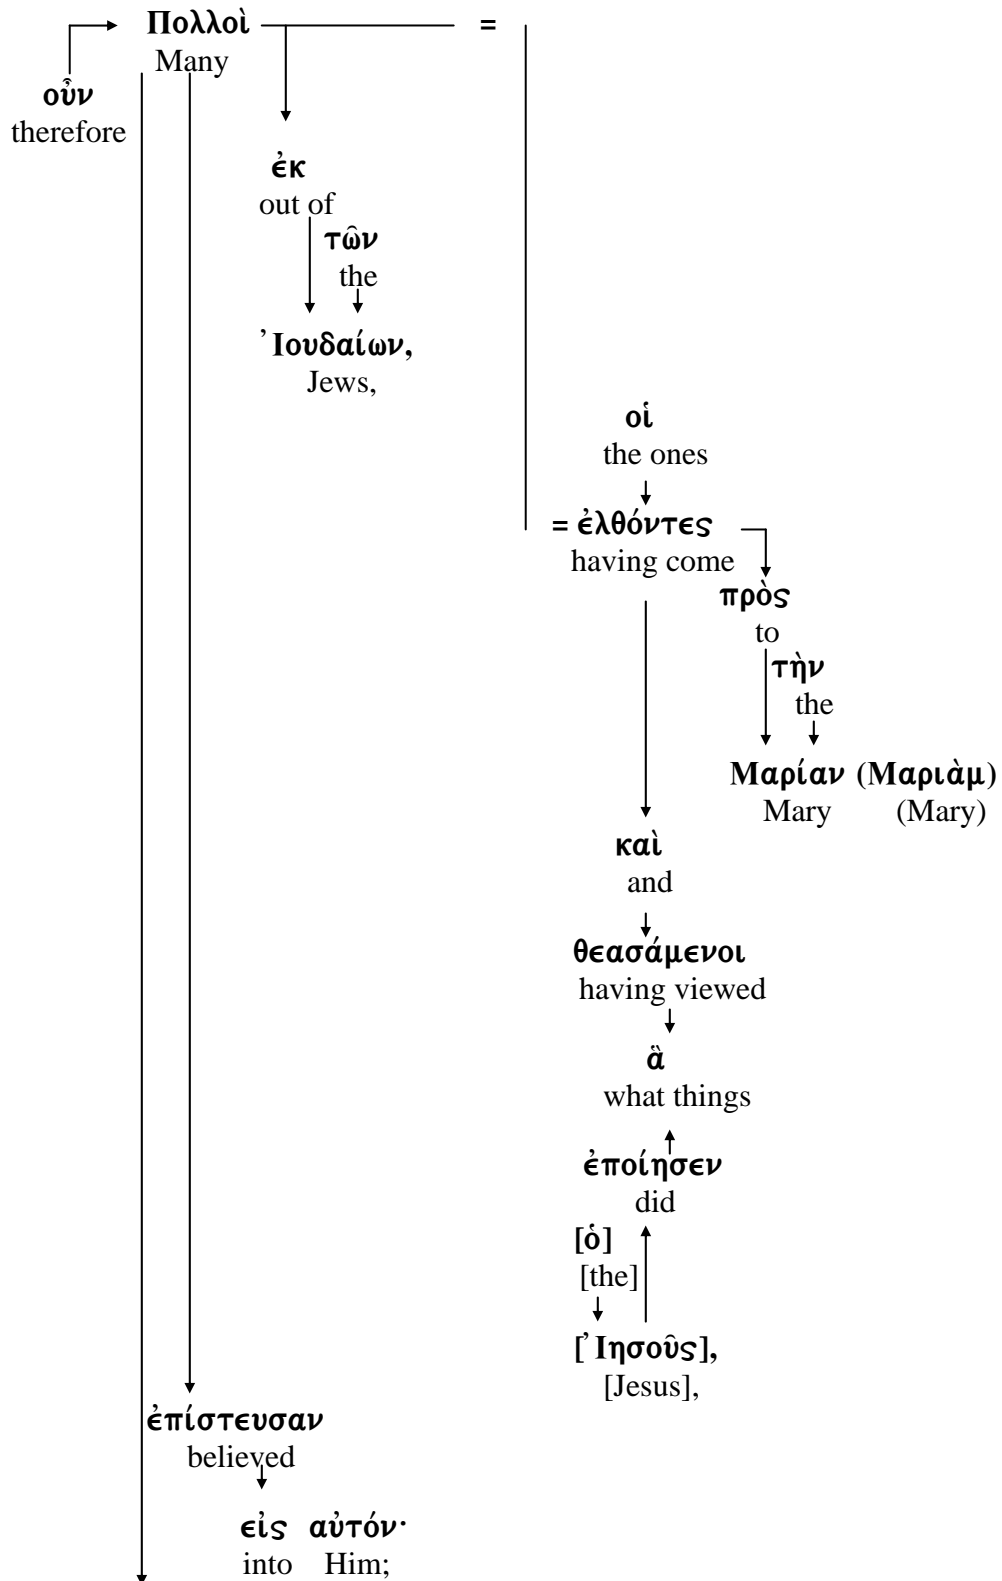 Πολλοὶ =
Many
οὖν
therefore
ἐκ
out of
τῶν
the
Ἰουδαίων,
Jews,
οἱ
the ones
= ἐλθόντες
having come
πρὸς
to
τὴν
the
Μαρίαν (Μαριὰμ)
Mary (Mary)
καὶ
and
θεασάμενοι
having viewed
ἃ
what things
ἐποίησεν
did
[ὁ]
[the]
[Ἰησοῦς],
[Jesus],
ἐπίστευσαν
believed
εἰς αὐτόν·
into Him;